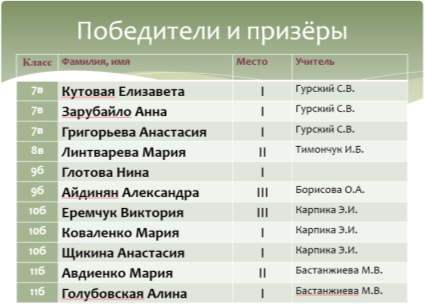 Победители и призёры
Класс Фамилия, имя Место Учитель
7в Кутовая Елизавета I Гурский С.В.
7в Зарубайло Анна I Гурский С.В.
7в Григорьева Анастасия I Гурский С.В.
8в Линтварева Мария II Тимончук И.Б.
9б Глотова Нина I
9б Айдинян Александра III Борисова О.А.
10б Еремчук Виктория III Карпика Э.И.
10б Коваленко Мария I Карпика Э.И.
10б Щикина Анастасия I Карпика Э.И.
11б Авдиенко Мария II Бастанжиева М.В.
11б Голубовская Алина I Бастанжиева М.В.